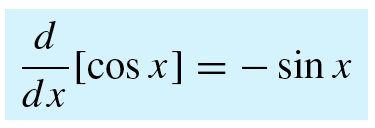 d/dx [cos x] = − sin x